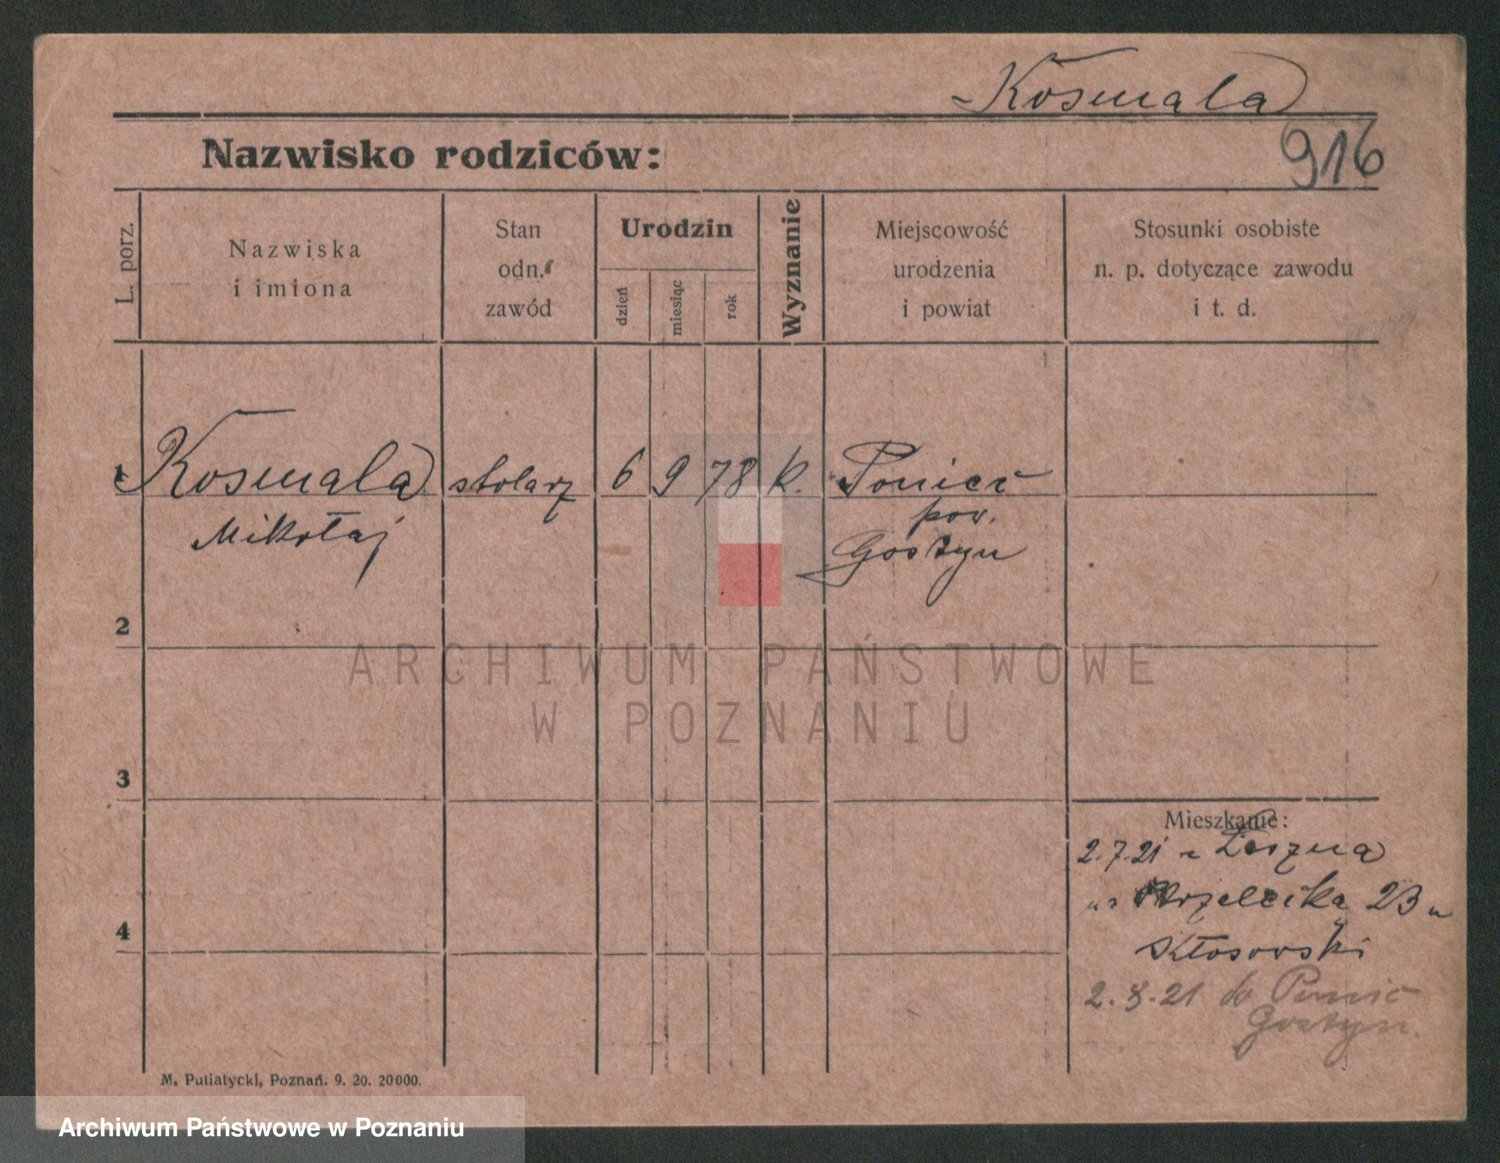 Kosmala
916
Nazwisko rodziców:
L. porz.
Nazwiska
i imiona
Stan
odn.
zawód
Urodzin
dzień
miesiąc
rok
Wyznanie
Miejscowość
urodzenia
i powiat
Stosunki osobiste
n. p. dotyczące zawodu
i t. d.
1 Kosmala stolarz 6 9 78 k. Poniec
Mikołaj pow.
Gostyn
2
3
4
Mieszkanie:
2.7.21 z Leszna
Strzelecka 23 u
Kłosowski
2.8.21 do Poniec
Gostyn.
M. Putiatycki, Poznań. 9. 20. 20000.
ARCHIWUM PAŃSTWOWE
W POZNANIU
Archiwum Państwowe w Poznaniu